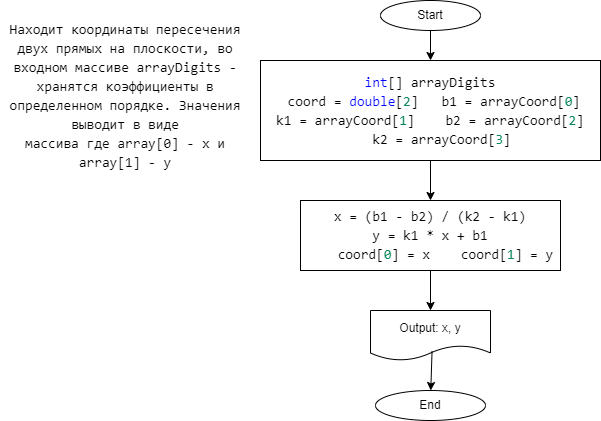 Находит координаты пересечения
двух прямых на плоскости, во
входном массиве arrayDigits -
хранятся коэффициенты в
определенном порядке. Значения
выводит в виде
массива где array[0] - x и
array[1] - y
Start
int[] arrayDigits
coord = double[2] b1 = arrayCoord[0]
k1 = arrayCoord[1] b2 = arrayCoord[2]
k2 = arrayCoord[3]
x = (b1 - b2) / (k2 - k1)
y = k1 * x + b1
coord[0] = x coord[1] = y
Output: x, y
End